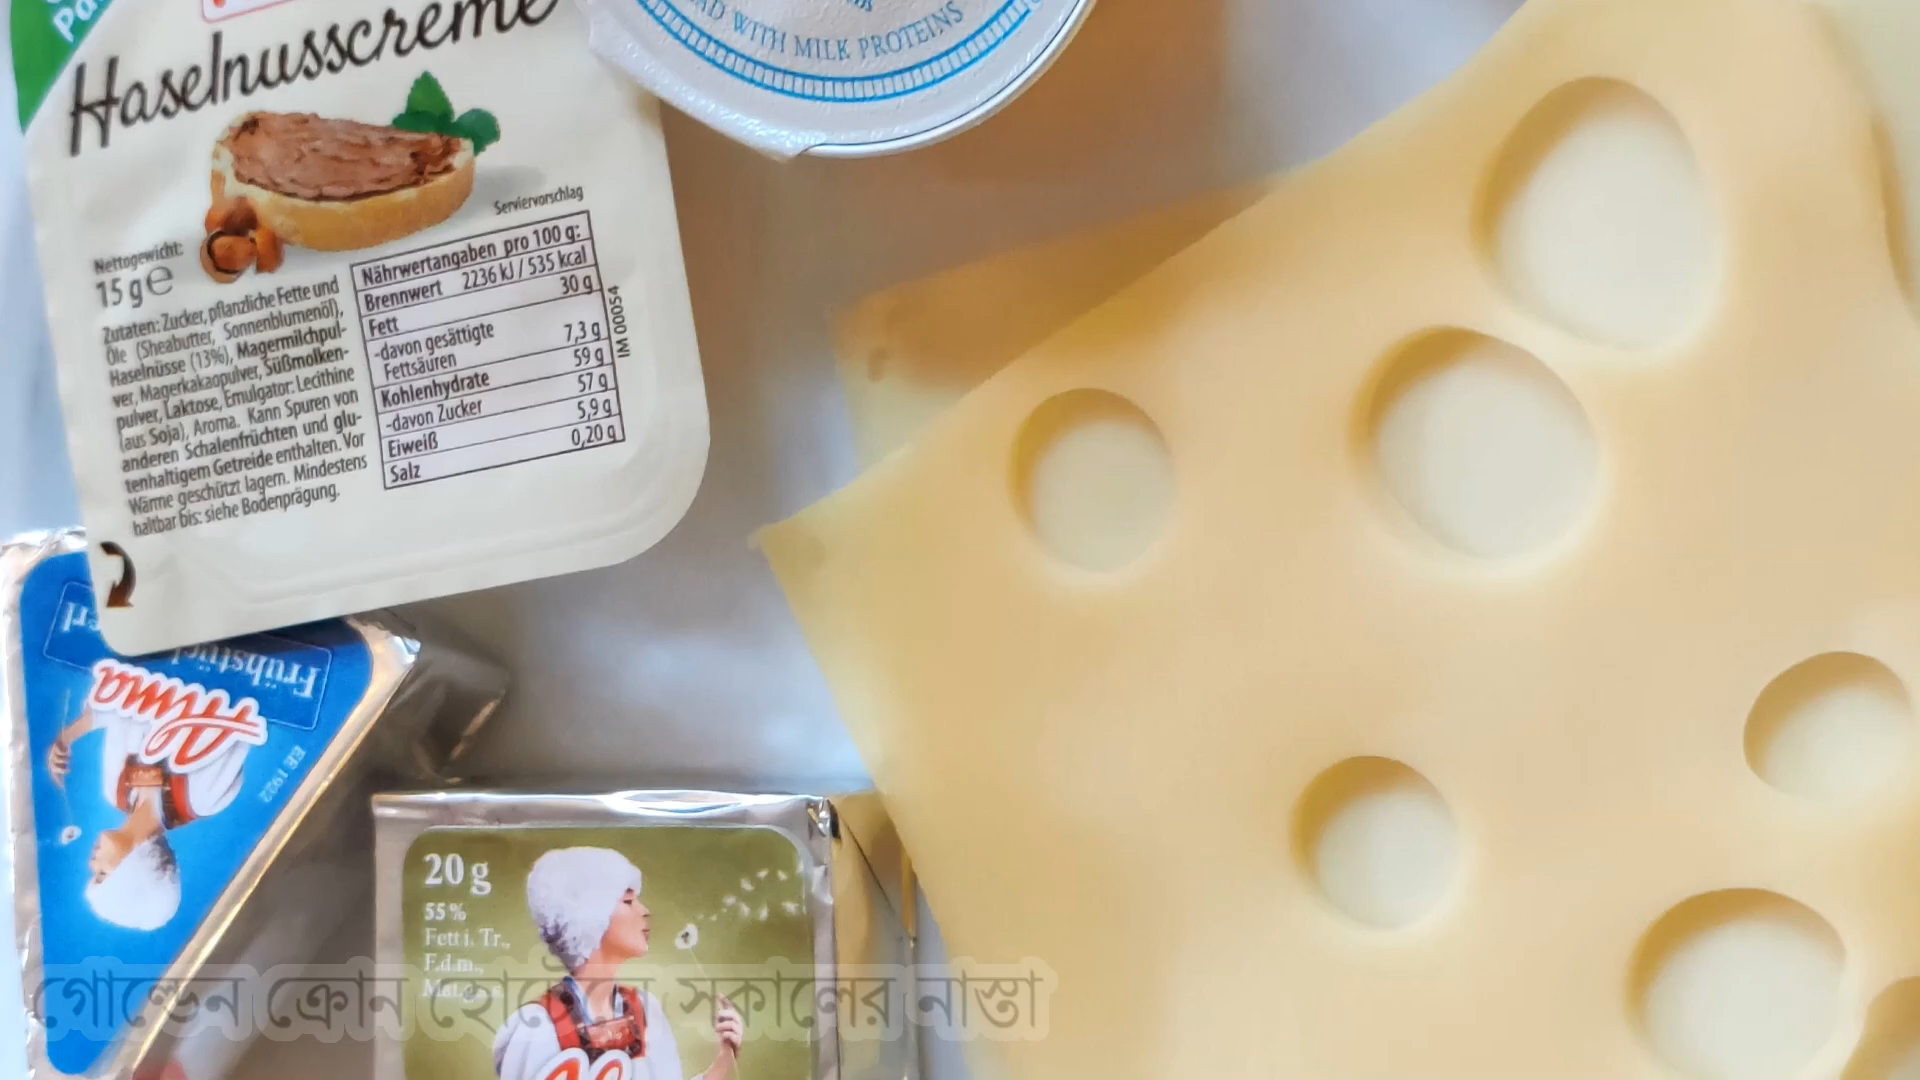 Haselnusscreme
AD WITH MILK PROTEINS
Serviervorschlag
Nettogewicht:
15 g e
Zutaten: Zucker, pflanzliche Fette und
Öle (Sheabutter, Sonnenblumenöl),
Haselnüsse (13%), Magermilchpul-
ver, Magerkakaopulver, Süßmolken-
pulver, Laktose, Emulgator: Lecithine
(aus Soja), Aroma. Kann Spuren von
anderen Schalenfrüchten und glu-
tenhaltigem Getreide enthalten. Vor
Wärme geschützt lagern. Mindestens
haltbar bis: siehe Bodenprägung.
Nährwertangaben pro 100 g:
Brennwert 2236 kJ / 535 kcal
Fett 30 g
-davon gesättigte
Fettsäuren 7,3 g
Kohlenhydrate 59 g
-davon Zucker 57 g
Eiweiß 5,9 g
Salz 0,20 g
IM 00054
Alma
20 g
55%
Fett i. Tr.,
F.d.m.,
গোল্ডেন ক্রোন হোটেলে সকালের নাস্তা